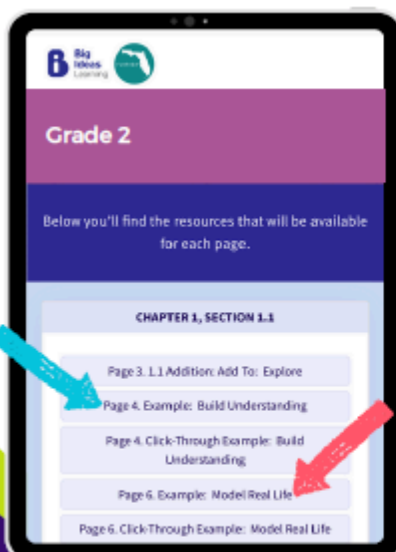 Big
Ideas
Learning
Grade 2
Below you'll find the resources that will be available
for each page.
CHAPTER 1, SECTION 1.1
Page 3. 1.1 Addition: Add To: Explore
Page 4. Example: Build Understanding
Page 4. Click-Through Example: Build
Understanding
Page 6. Example: Model Real Life
Page 6. Click-Through Example: Model Real Life